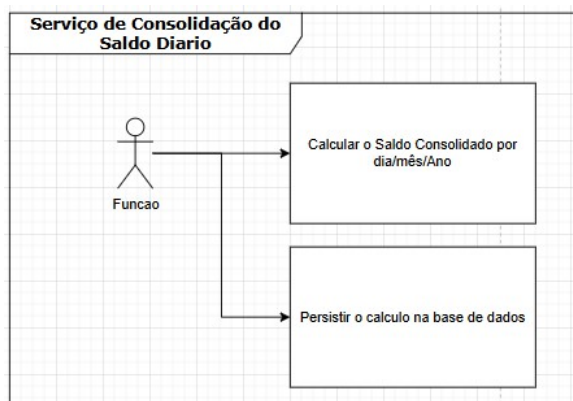 Serviço de Consolidação do
Saldo Diario
Calcular o Saldo Consolidado por
dia/mês/Ano
Funcao
Persistir o calculo na base de dados